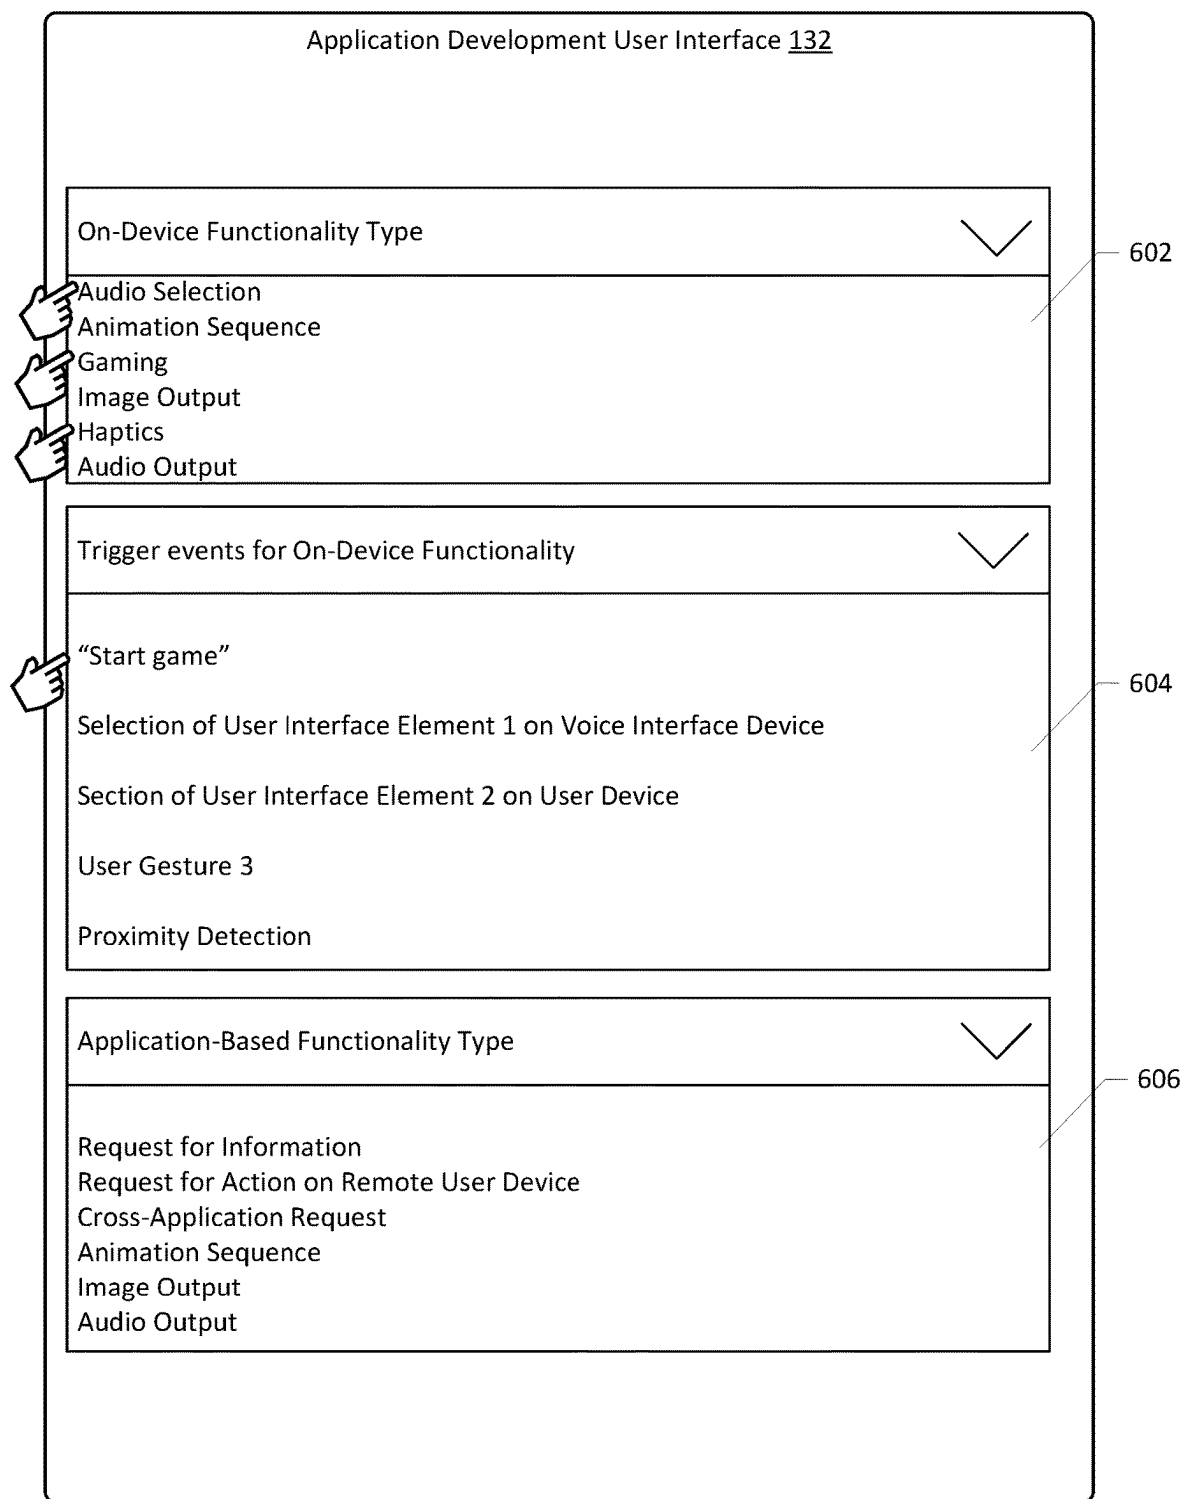 Application Development User Interface 132
On-Device Functionality Type
602
Audio Selection
Animation Sequence
Gaming
Image Output
Haptics
Audio Output
Trigger events for On-Device Functionality
“Start game”
604
Selection of User Interface Element 1 on Voice Interface Device
Section of User Interface Element 2 on User Device
User Gesture 3
Proximity Detection
Application-Based Functionality Type
606
Request for Information
Request for Action on Remote User Device
Cross-Application Request
Animation Sequence
Image Output
Audio Output